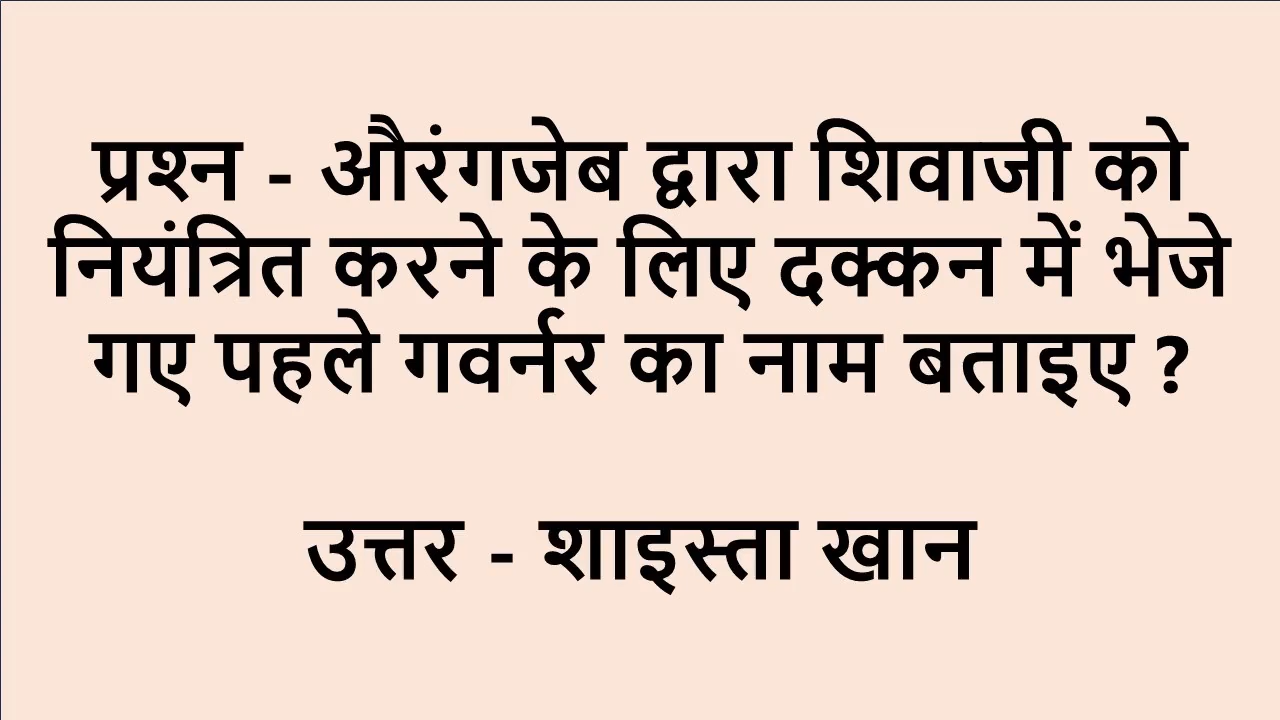 प्रश्न - औरंगजेब द्वारा शिवाजी को
नियंत्रित करने के लिए दक्कन में भेजे
गए पहले गवर्नर का नाम बताइए ?
उत्तर - शाइस्ता खान